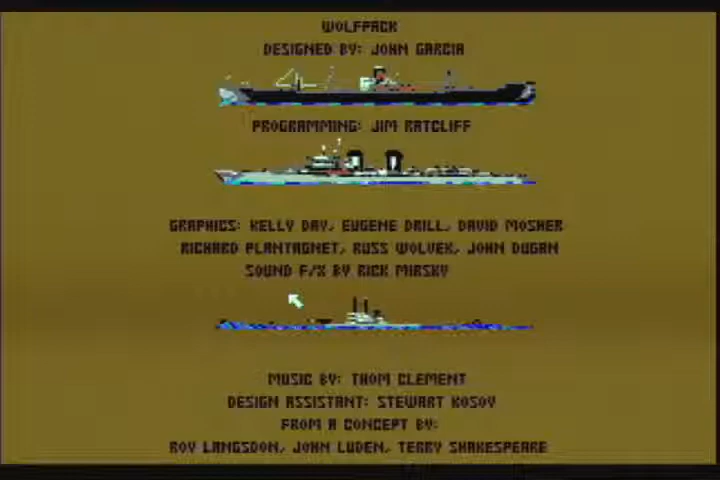 WOLFPACK
DESIGNED BY: JOHN GARCIA
PROGRAMMING: JIM RATCLIFF
GRAPHICS: KELLY DAY, EUGENE DRILL, DAVID MOSHER
RICHARD PLANTAGNET, RUSS WOLVEK, JOHN DUGAN
SOUND F/X BY RICK MIRSKY
MUSIC BY: THOM CLEMENT
DESIGN ASSISTANT: STEWART KOSOY
FROM A CONCEPT BY:
ROY LANGSDON, JOHN LUDEN, TERRY SHAKESPEARE